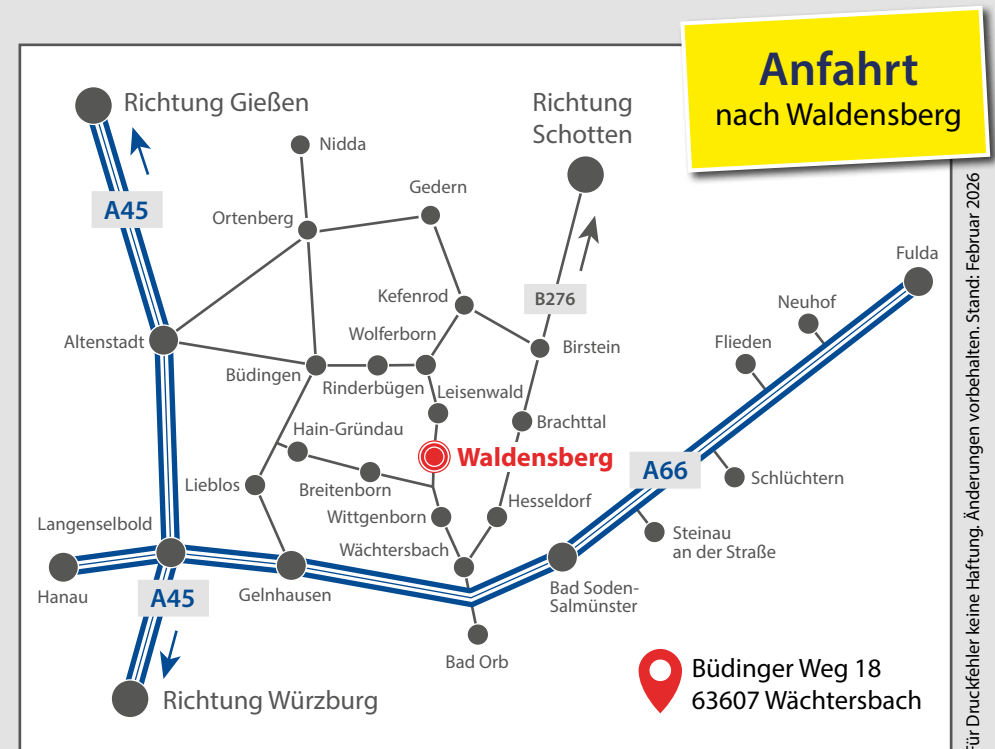 Anfahrt
nach Waldensberg
Richtung Gießen
Richtung
Schotten
Nidda
Gedern
A45
Ortenberg
Fulda
Kefenrod
B276
Neuhof
Wolferborn
Altenstadt
Birstein
Flieden
Büdingen
Rinderbügen
Leisenwald
Brachttal
Hain-Gründau
Waldensberg
A66
Schlüchtern
Lieblos
Breitenborn
Hesseldorf
Wittgenborn
Langenselbold
Steinau
an der Straße
Wächtersbach
Hanau
A45
Gelnhausen
Bad Soden-
Salmünster
Bad Orb
Richtung Würzburg
Büdinger Weg 18
63607 Wächtersbach
Für Druckfehler keine Haftung. Änderungen vorbehalten. Stand: Februar 2026